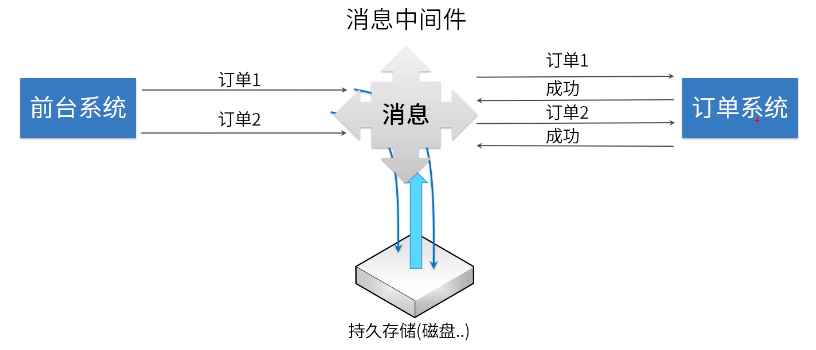 消息中间件
订单1
订单1
成功
前台系统
消息
订单系统
订单2
订单2
成功
持久存储(磁盘..)